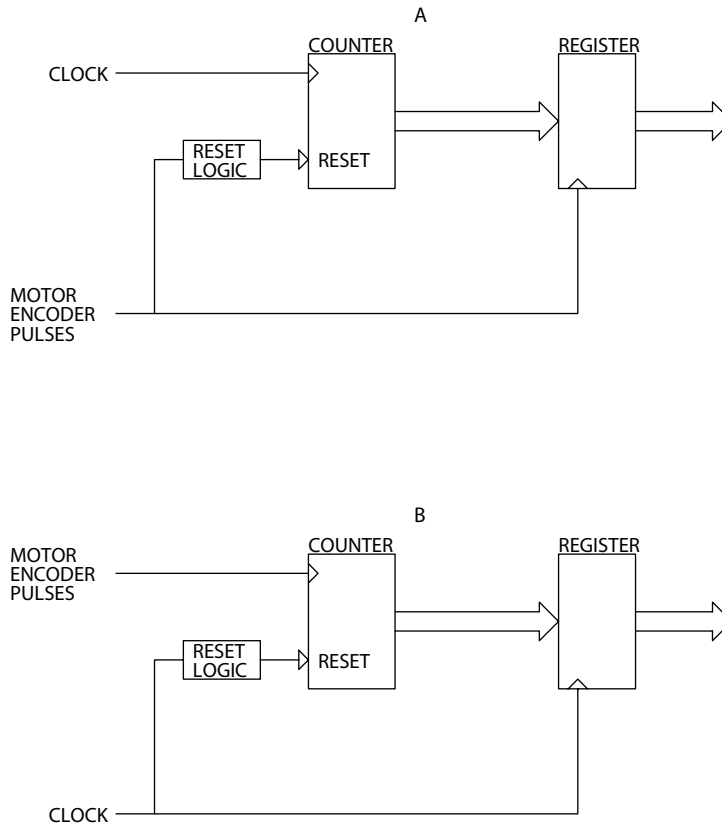 A
COUNTER
REGISTER
CLOCK
RESET
LOGIC
RESET
MOTOR
ENCODER
PULSES
B
COUNTER
REGISTER
MOTOR
ENCODER
PULSES
RESET
LOGIC
RESET
CLOCK